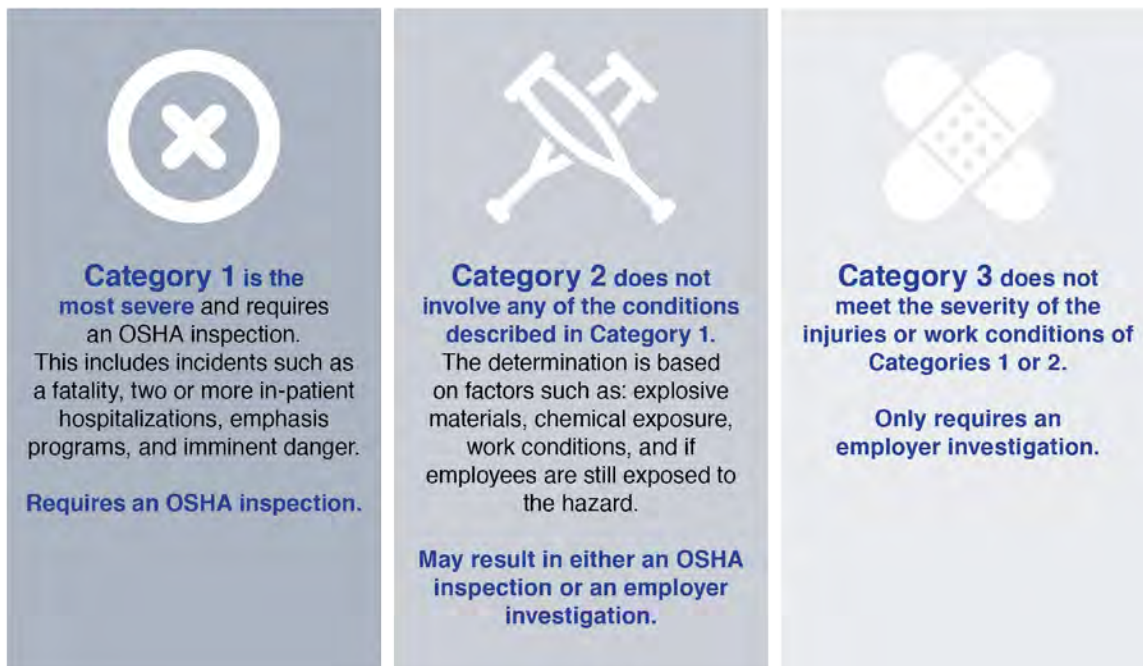 Category 1 is the
most severe and requires
an OSHA inspection.
This includes incidents such as
a fatality, two or more in-patient
hospitalizations, emphasis
programs, and imminent danger.
Requires an OSHA inspection.
Category 2 does not
involve any of the conditions
described in Category 1.
The determination is based
on factors such as: explosive
materials, chemical exposure,
work conditions, and if
employees are still exposed to
the hazard.
May result in either an OSHA
inspection or an employer
investigation.
Category 3 does not
meet the severity of the
injuries or work conditions of
Categories 1 or 2.
Only requires an
employer investigation.